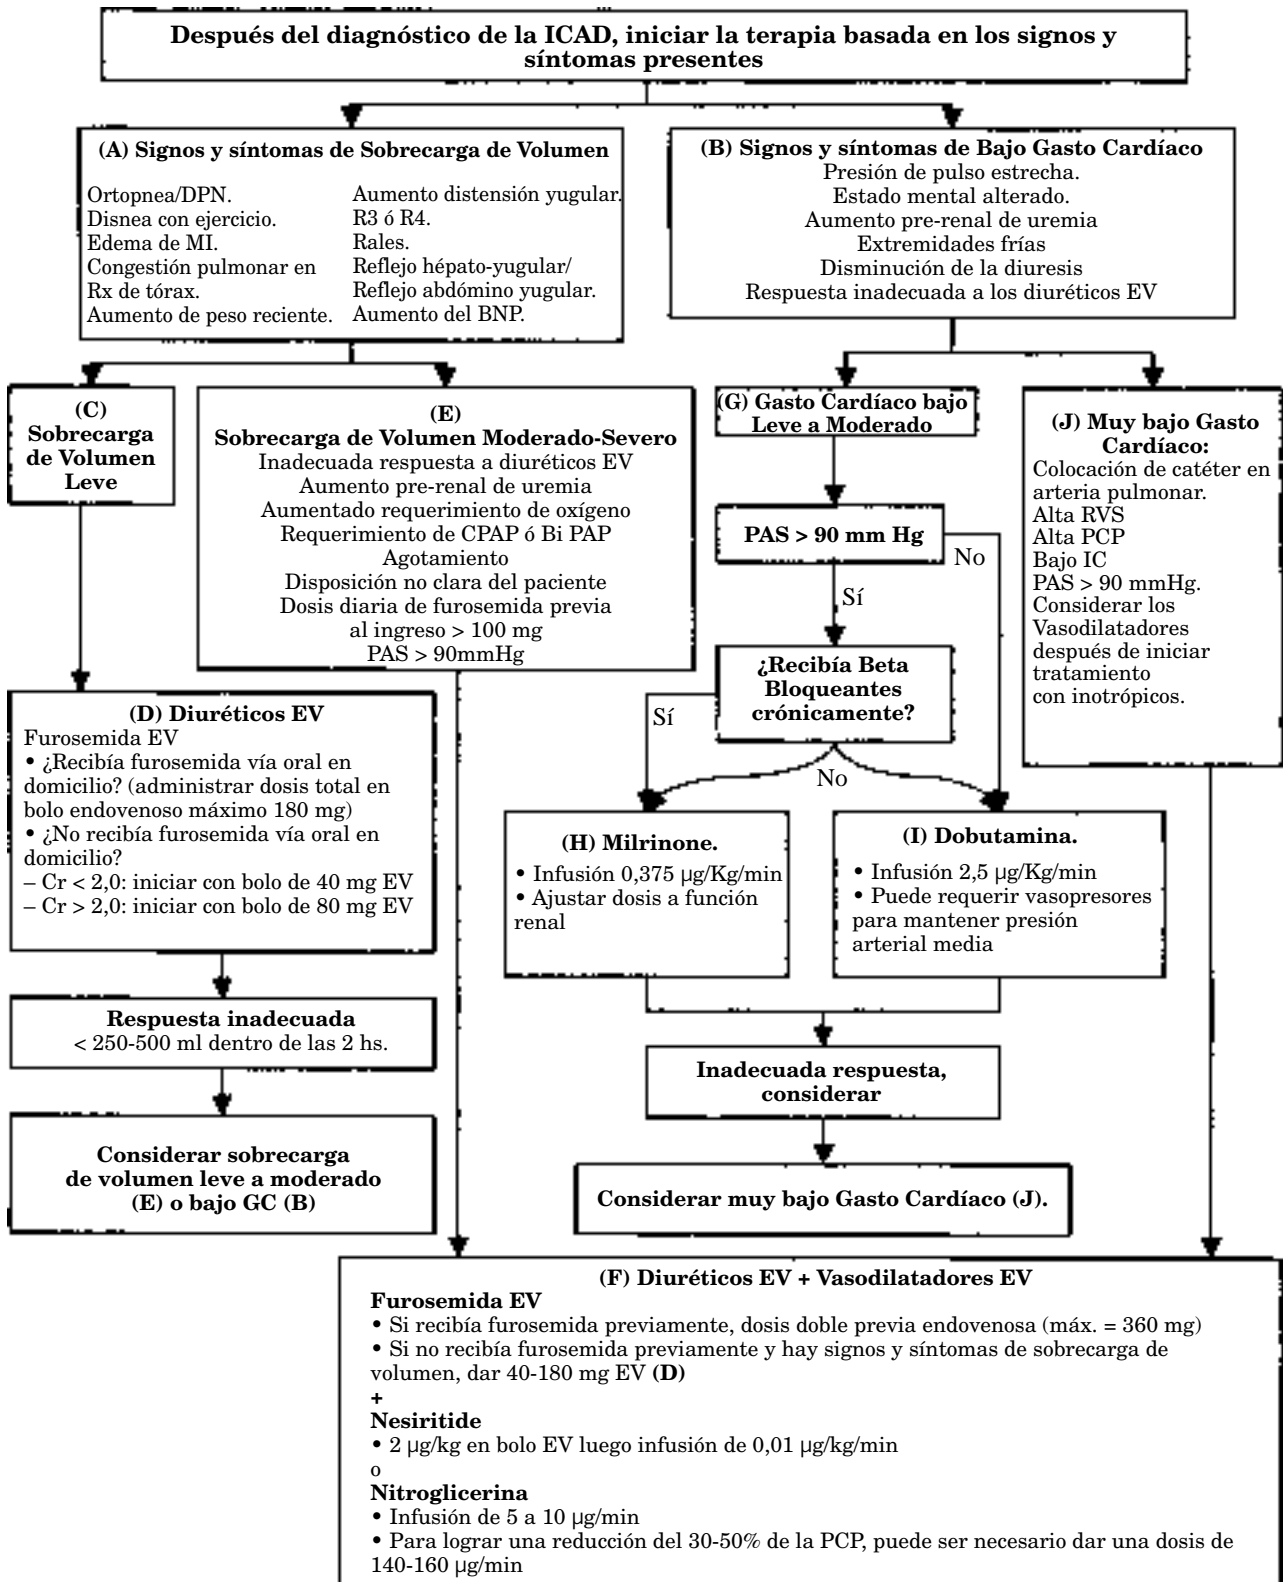 Después del diagnóstico de la ICAD, iniciar la terapia basada en los signos y
síntomas presentes
(A) Signos y síntomas de Sobrecarga de Volumen
Ortopnea/DPN.
Disnea con ejercicio.
Edema de MI.
Congestión pulmonar en
Rx de tórax.
Aumento de peso reciente.
Aumento distensión yugular.
R3 ó R4.
Rales.
Reflejo hépato-yugular/
Reflejo abdómino yugular.
Aumento del BNP.
(B) Signos y síntomas de Bajo Gasto Cardíaco
Presión de pulso estrecha.
Estado mental alterado.
Aumento pre-renal de uremia
Extremidades frías
Disminución de la diuresis
Respuesta inadecuada a los diuréticos EV
(C)
Sobrecarga
de Volumen
Leve
(E)
Sobrecarga de Volumen Moderado-Severo
Inadecuada respuesta a diuréticos EV
Aumento pre-renal de uremia
Aumentado requerimiento de oxígeno
Requerimiento de CPAP ó Bi PAP
Agotamiento
Disposición no clara del paciente
Dosis diaria de furosemida previa
al ingreso > 100 mg
PAS > 90mmHg
(G) Gasto Cardíaco bajo
Leve a Moderado
PAS > 90 mm Hg
No
Sí
¿Recibía Beta
Bloqueantes
crónicamente?
Sí
No
(J) Muy bajo Gasto
Cardíaco:
Colocación de catéter en
arteria pulmonar.
Alta RVS
Alta PCP
Bajo IC
PAS > 90 mmHg.
Considerar los
Vasodilatadores
después de iniciar
tratamiento
con inotrópicos.
(D) Diuréticos EV
Furosemida EV
• ¿Recibía furosemida vía oral en
domicilio? (administrar dosis total en
bolo endovenoso máximo 180 mg)
• ¿No recibía furosemida vía oral en
domicilio?
– Cr < 2,0: iniciar con bolo de 40 mg EV
– Cr > 2,0: iniciar con bolo de 80 mg EV
(H) Milrinone.
• Infusión 0,375 µg/Kg/min
• Ajustar dosis a función
renal
(I) Dobutamina.
• Infusión 2,5 µg/Kg/min
• Puede requerir vasopresores
para mantener presión
arterial media
Respuesta inadecuada
< 250-500 ml dentro de las 2 hs.
Inadecuada respuesta,
considerar
Considerar sobrecarga
de volumen leve a moderado
(E) o bajo GC (B)
Considerar muy bajo Gasto Cardíaco (J).
(F) Diuréticos EV + Vasodilatadores EV
Furosemida EV
• Si recibía furosemida previamente, dosis doble previa endovenosa (máx. = 360 mg)
• Si no recibía furosemida previamente y hay signos y síntomas de sobrecarga de
volumen, dar 40-180 mg EV (D)
+
Nesiritide
• 2 µg/kg en bolo EV luego infusión de 0,01 µg/kg/min
o
Nitroglicerina
• Infusión de 5 a 10 µg/min
• Para lograr una reducción del 30-50% de la PCP, puede ser necesario dar una dosis de
140-160 µg/min